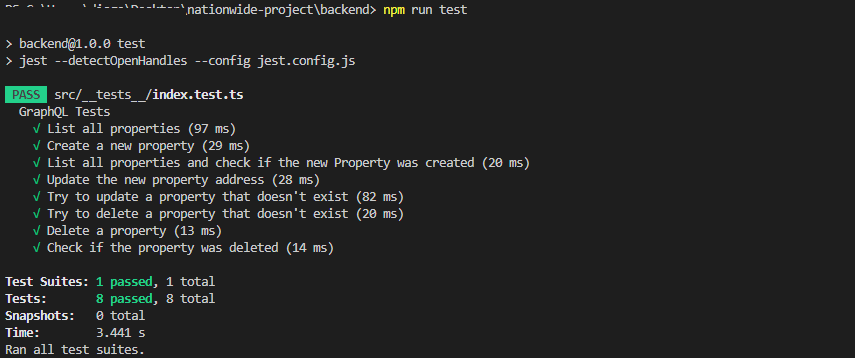 \nationwide-project\backend> npm run test
> backend@1.0.0 test
> jest --detectOpenHandles --config jest.config.js
PASS src/__tests__/index.test.ts
GraphQL Tests
√ List all properties (97 ms)
√ Create a new property (29 ms)
√ List all properties and check if the new Property was created (20 ms)
√ Update the new property address (28 ms)
√ Try to update a property that doesn't exist (82 ms)
√ Try to delete a property that doesn't exist (20 ms)
√ Delete a property (13 ms)
√ Check if the property was deleted (14 ms)
Test Suites: 1 passed, 1 total
Tests: 8 passed, 8 total
Snapshots: 0 total
Time: 3.441 s
Ran all test suites.